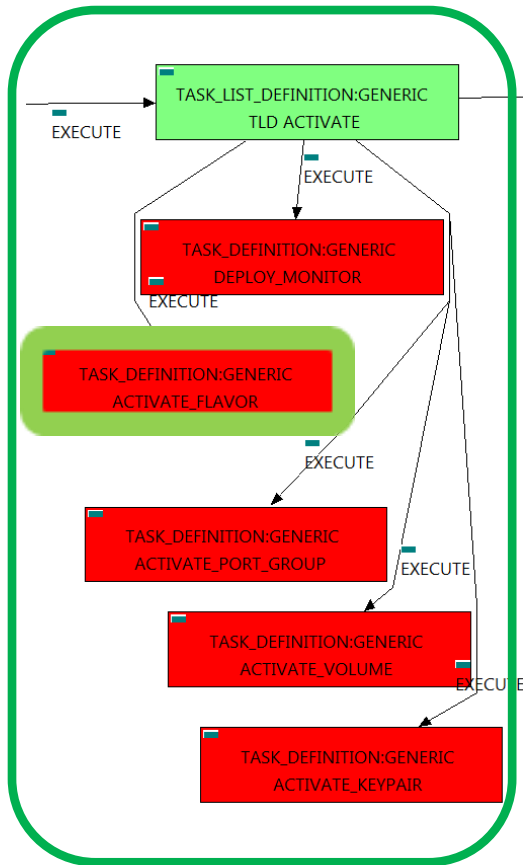 TASK_LIST_DEFINITION:GENERIC
TLD ACTIVATE
EXECUTE
EXECUTE
TASK_DEFINITION:GENERIC
DEPLOY_MONITOR
EXECUTE
TASK_DEFINITION:GENERIC
ACTIVATE_FLAVOR
EXECUTE
TASK_DEFINITION:GENERIC
ACTIVATE_PORT_GROUP
EXECUTE
TASK_DEFINITION:GENERIC
ACTIVATE_VOLUME
EXECUTE
TASK_DEFINITION:GENERIC
ACTIVATE_KEYPAIR